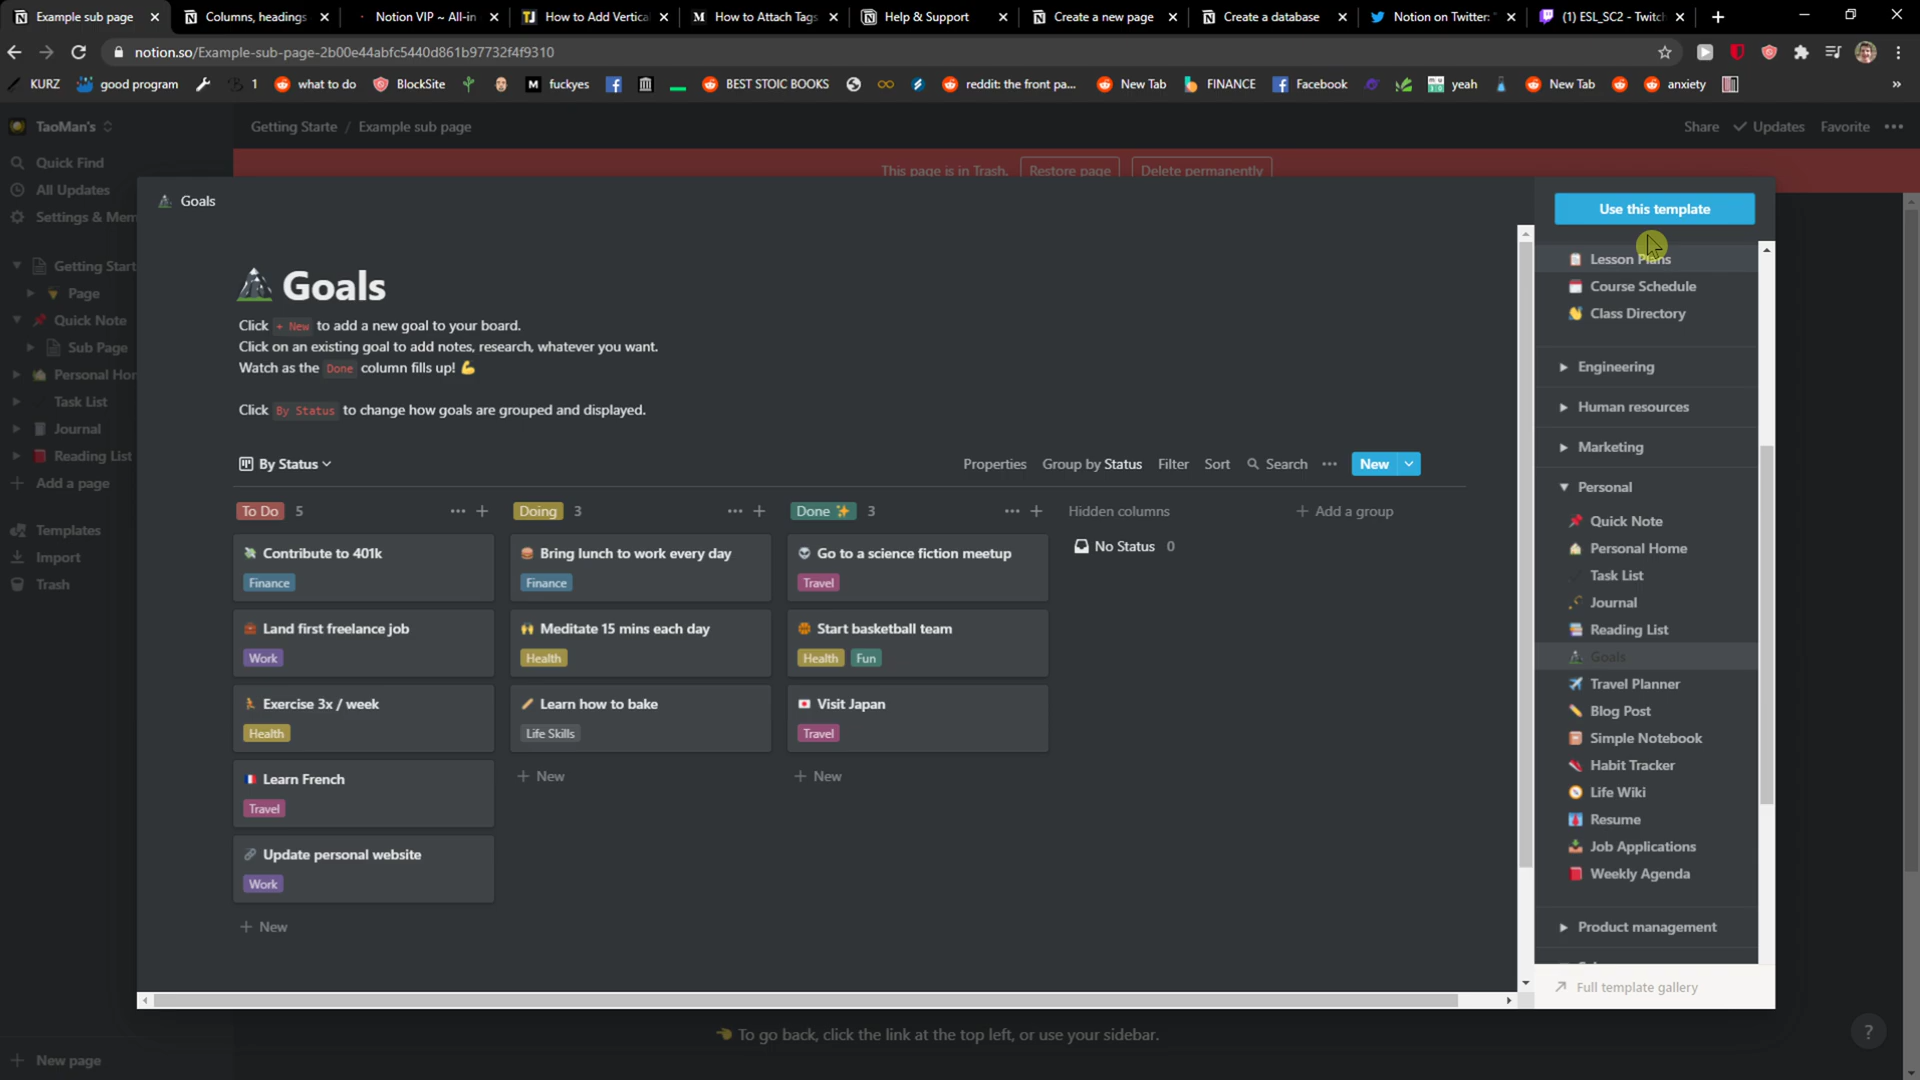 Example sub page
Columns, headings
Notion VIP ~ All-in
How to Add Vertica
How to Attach Tags
Help & Support
Create a new page
Create a database
Notion on Twitter: "
(1) ESL_SC2 - Twitch
notion.so/Example-sub-page-2b00e44abfc5440d861b97732f4f9310
KURZ
good program
1
what to do
BlockSite
fuckyes
BEST STOIC BOOKS
reddit: the front pa...
New Tab
FINANCE
Facebook
yeah
New Tab
anxiety
»
TaoMan's
Getting Starte / Example sub page
Share
Updates
Favorite
Quick Find
All Updates
Settings & Mem
This page is in Trash.
Restore page
Delete permanently
Getting Start
Page
Quick Note
Sub Page
Personal Hor
Task List
Journal
Reading List
+ Add a page
Templates
Import
Trash
+ New page
Goals
Goals
Click + New to add a new goal to your board.
Click on an existing goal to add notes, research, whatever you want.
Watch as the Done column fills up!
Click By Status to change how goals are grouped and displayed.
By Status
Properties
Group by Status
Filter
Sort
Search
New
To Do 5
Doing 3
Done 3
Hidden columns
+ Add a group
No Status 0
Contribute to 401k
Finance
Land first freelance job
Work
Exercise 3x / week
Health
Learn French
Travel
Update personal website
Work
+ New
Bring lunch to work every day
Finance
Meditate 15 mins each day
Health
Learn how to bake
Life Skills
+ New
Go to a science fiction meetup
Travel
Start basketball team
Health Fun
Visit Japan
Travel
+ New
Use this template
Lesson Plans
Course Schedule
Class Directory
Engineering
Human resources
Marketing
Personal
Quick Note
Personal Home
Task List
Journal
Reading List
Goals
Travel Planner
Blog Post
Simple Notebook
Habit Tracker
Life Wiki
Resume
Job Applications
Weekly Agenda
Product management
Full template gallery
To go back, click the link at the top left, or use your sidebar.
?